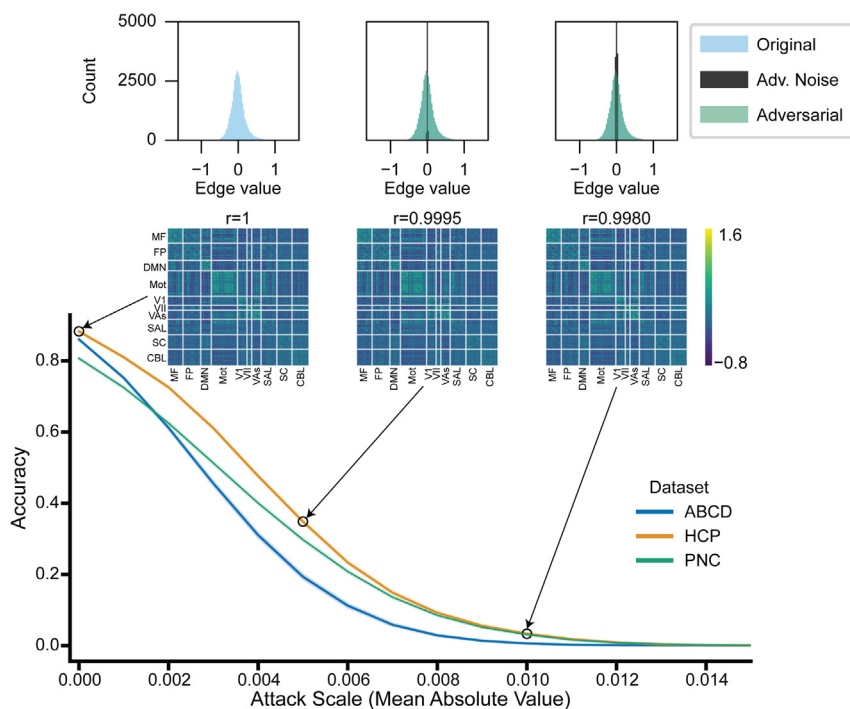 5000
2500
0
Count
−1 0 1
Edge value
−1 0 1
Edge value
−1 0 1
Edge value
Original
Adv. Noise
Adversarial
r=1
r=0.9995
r=0.9980
MF
FP
DMN
Mot
V1
VII
VAs
SAL
SC
CBL
MF FP DMN Mot V1 VII VAs SAL SC CBL
MF FP DMN Mot V1 VII VAs SAL SC CBL
MF FP DMN Mot V1 VII VAs SAL SC CBL
1.6
−0.8
Accuracy
0.8
0.6
0.4
0.2
0.0
Dataset
ABCD
HCP
PNC
0.000 0.002 0.004 0.006 0.008 0.010 0.012 0.014
Attack Scale (Mean Absolute Value)